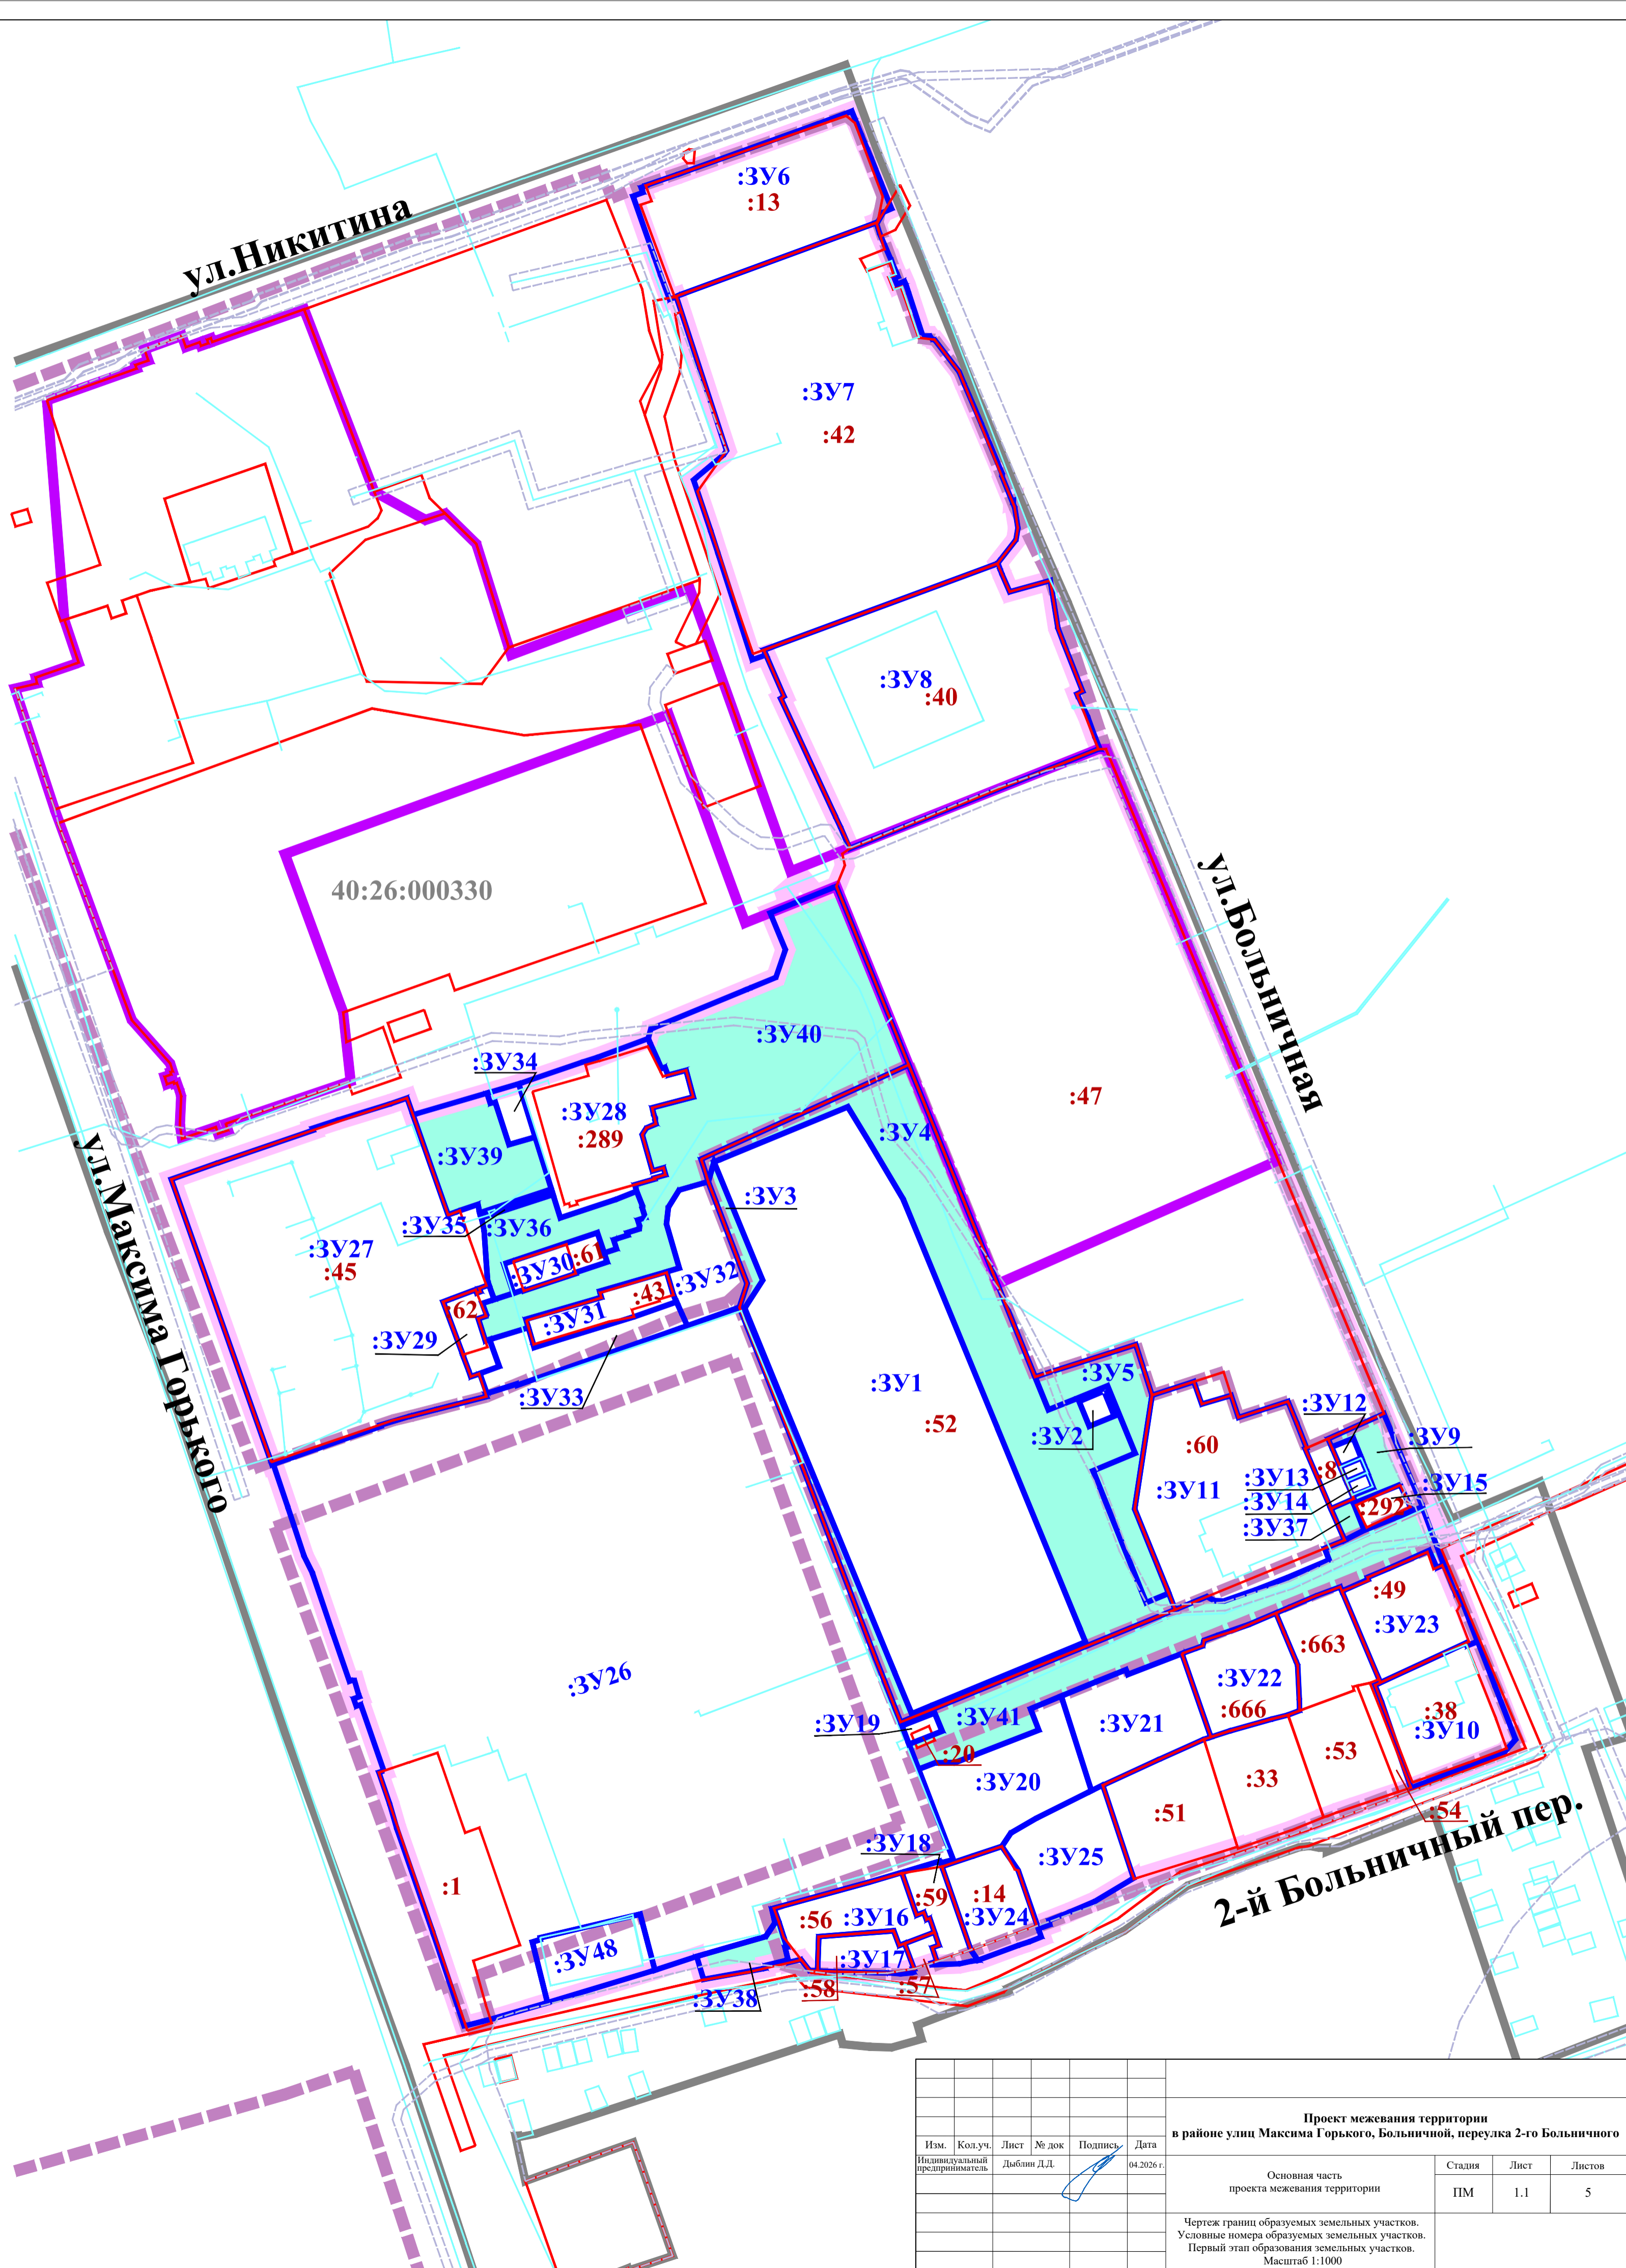 ул.Никитина
:ЗУ6
:13
:ЗУ7
:42
:ЗУ8
:40
40:26:000330
ул.Больничная
:ЗУ40
:ЗУ34
:47
:ЗУ28
:289
:ЗУ4
:ЗУ39
:ЗУ3
ул.Максима Горького
:ЗУ35
:ЗУ36
:ЗУ27
:45
:61
:ЗУ30
:ЗУ32
:43
:62
:ЗУ31
:ЗУ29
:ЗУ33
:ЗУ5
:ЗУ1
:52
:ЗУ12
:ЗУ2
:ЗУ9
:60
:8
:ЗУ13
:ЗУ15
:ЗУ11
:ЗУ14
:292
:ЗУ37
:49
:ЗУ23
:663
:ЗУ26
:ЗУ22
:666
:38
:ЗУ10
:ЗУ41
:ЗУ19
:ЗУ21
:20
:53
:ЗУ20
:33
:54
:51
2-й Больничный пер.
:ЗУ18
:ЗУ25
:1
:59
:14
:56
:ЗУ16
:ЗУ24
:ЗУ48
:ЗУ17
:58
:57
:ЗУ38
Проект межевания территории
в районе улиц Максима Горького, Больничной, переулка 2-го Больничного
Изм. Кол.уч. Лист № док Подпись Дата
Индивидуальный
предприниматель
Дыблин Д.Д.
04.2026 г.
Основная часть
проекта межевания территории
Стадия Лист Листов
ПМ 1.1 5
Чертеж границ образуемых земельных участков.
Условные номера образуемых земельных участков.
Первый этап образования земельных участков.
Масштаб 1:1000